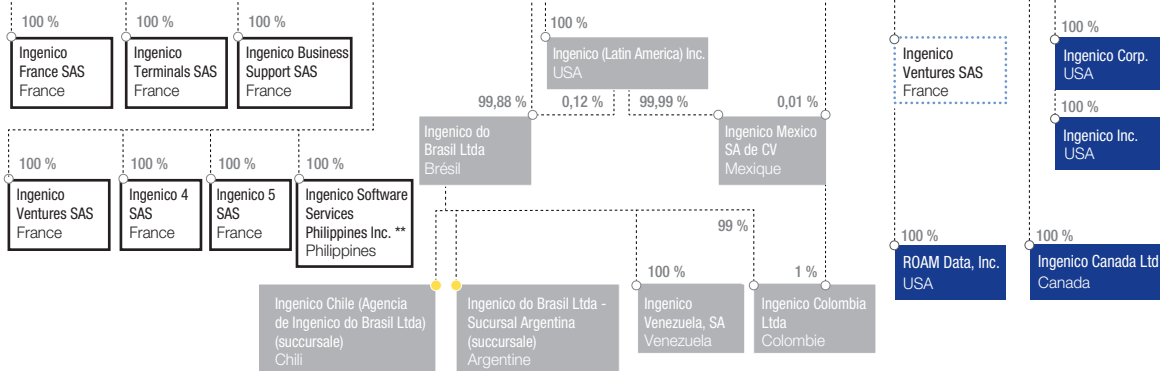 100 %
Ingenico
France SAS
France
100 %
Ingenico
Terminals SAS
France
100 %
Ingenico Business
Support SAS
France
100 %
Ingenico (Latin America) Inc.
USA
Ingenico
Ventures SAS
France
100 %
Ingenico Corp.
USA
99,88 %
0,12 %
99,99 %
0,01 %
100 %
Ingenico Inc.
USA
Ingenico do
Brasil Ltda
Brésil
Ingenico Mexico
SA de CV
Mexique
100 %
Ingenico
Ventures SAS
France
100 %
Ingenico 4
SAS
France
100 %
Ingenico 5
SAS
France
100 %
Ingenico Software
Services
Philippines Inc. **
Philippines
99 %
100 %
1 %
100 %
ROAM Data, Inc.
USA
100 %
Ingenico Canada Ltd
Canada
Ingenico Chile (Agencia
de Ingenico do Brasil Ltda)
(succursale)
Chili
Ingenico do Brasil Ltda -
Sucursal Argentina
(succursale)
Argentine
Ingenico
Venezuela, SA
Venezuela
Ingenico Colombia
Ltda
Colombie